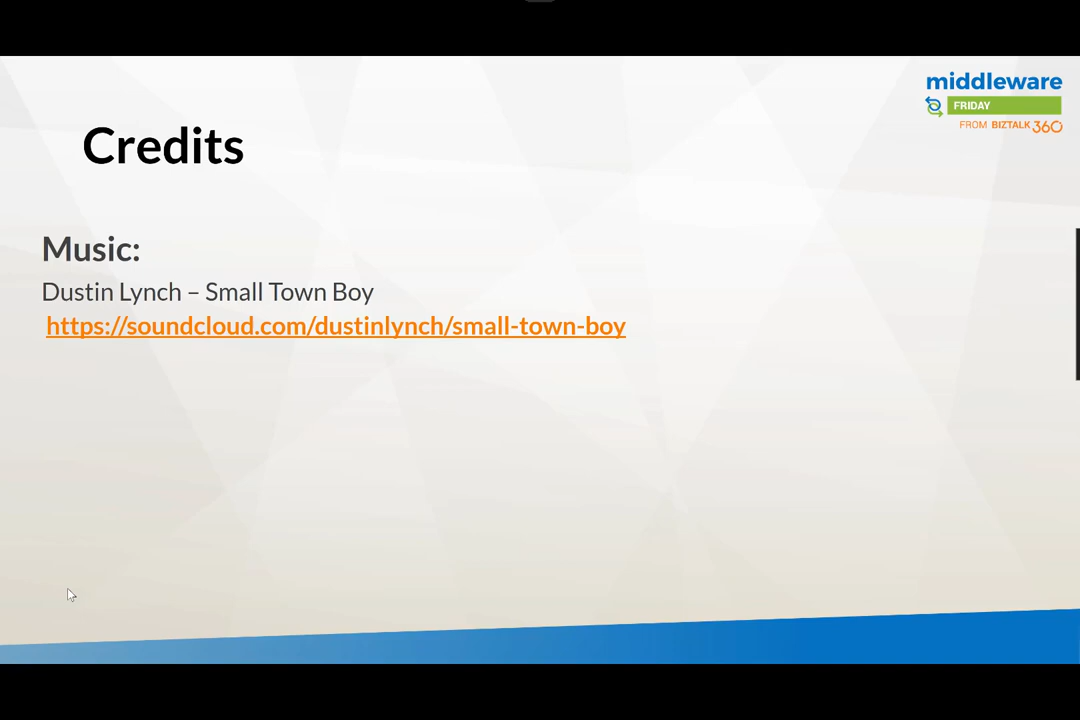 middleware
FRIDAY
FROM BIZTALK 360
Credits
Music:
Dustin Lynch – Small Town Boy
https://soundcloud.com/dustinlynch/small-town-boy